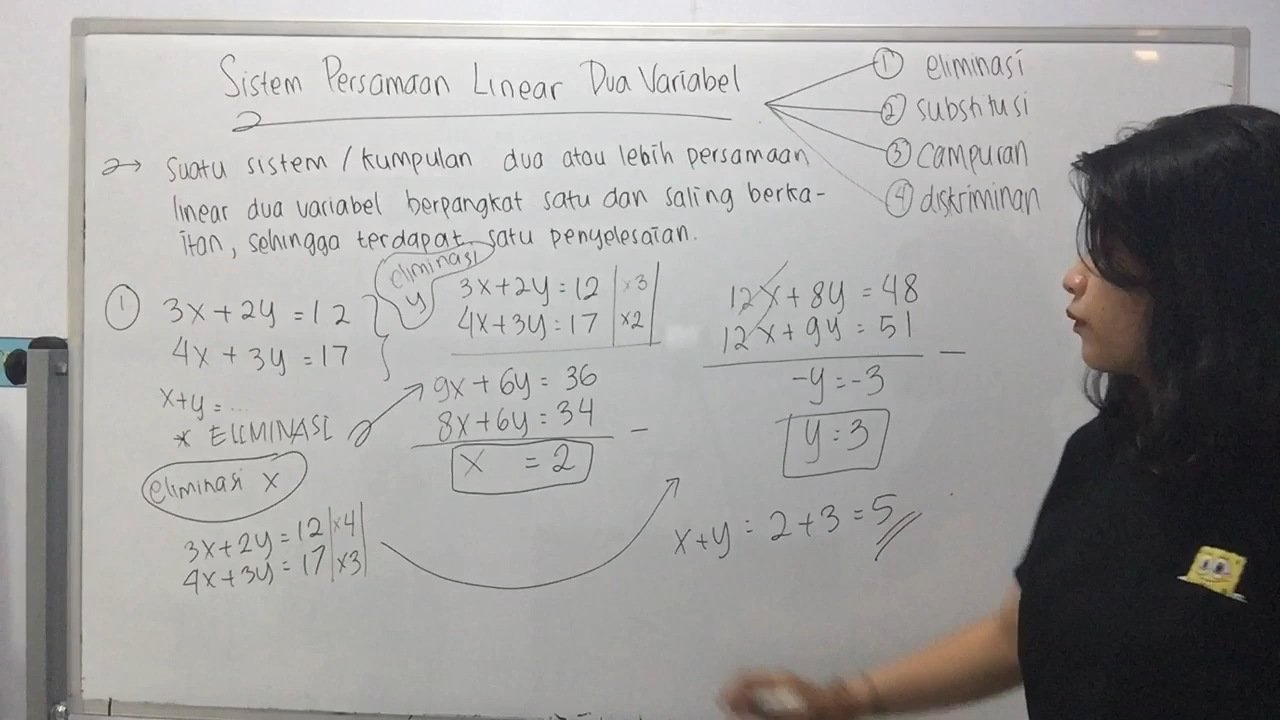 Sistem Persamaan Linear Dua Variabel
① eliminasi
② substitusi
③ campuran
④ diskriminan
suatu sistem / kumpulan dua atau lebih persamaan
linear dua variabel berpangkat satu dan saling berka-
itan, sehingga terdapat satu penyelesaian.
① 3x + 2y = 12
4x + 3y = 17
x+y = ...
* ELIMINASI
eliminasi y
3x+2y = 12 | x3 |
4x+3y = 17 | x2 |
9x + 6y = 36
8x + 6y = 34 -
x = 2
eliminasi x
3x+2y = 12 | x4 |
4x+3y = 17 | x3 |
12x + 8y = 48
12x + 9y = 51 -
-y = -3
y = 3
x+y = 2+3 = 5